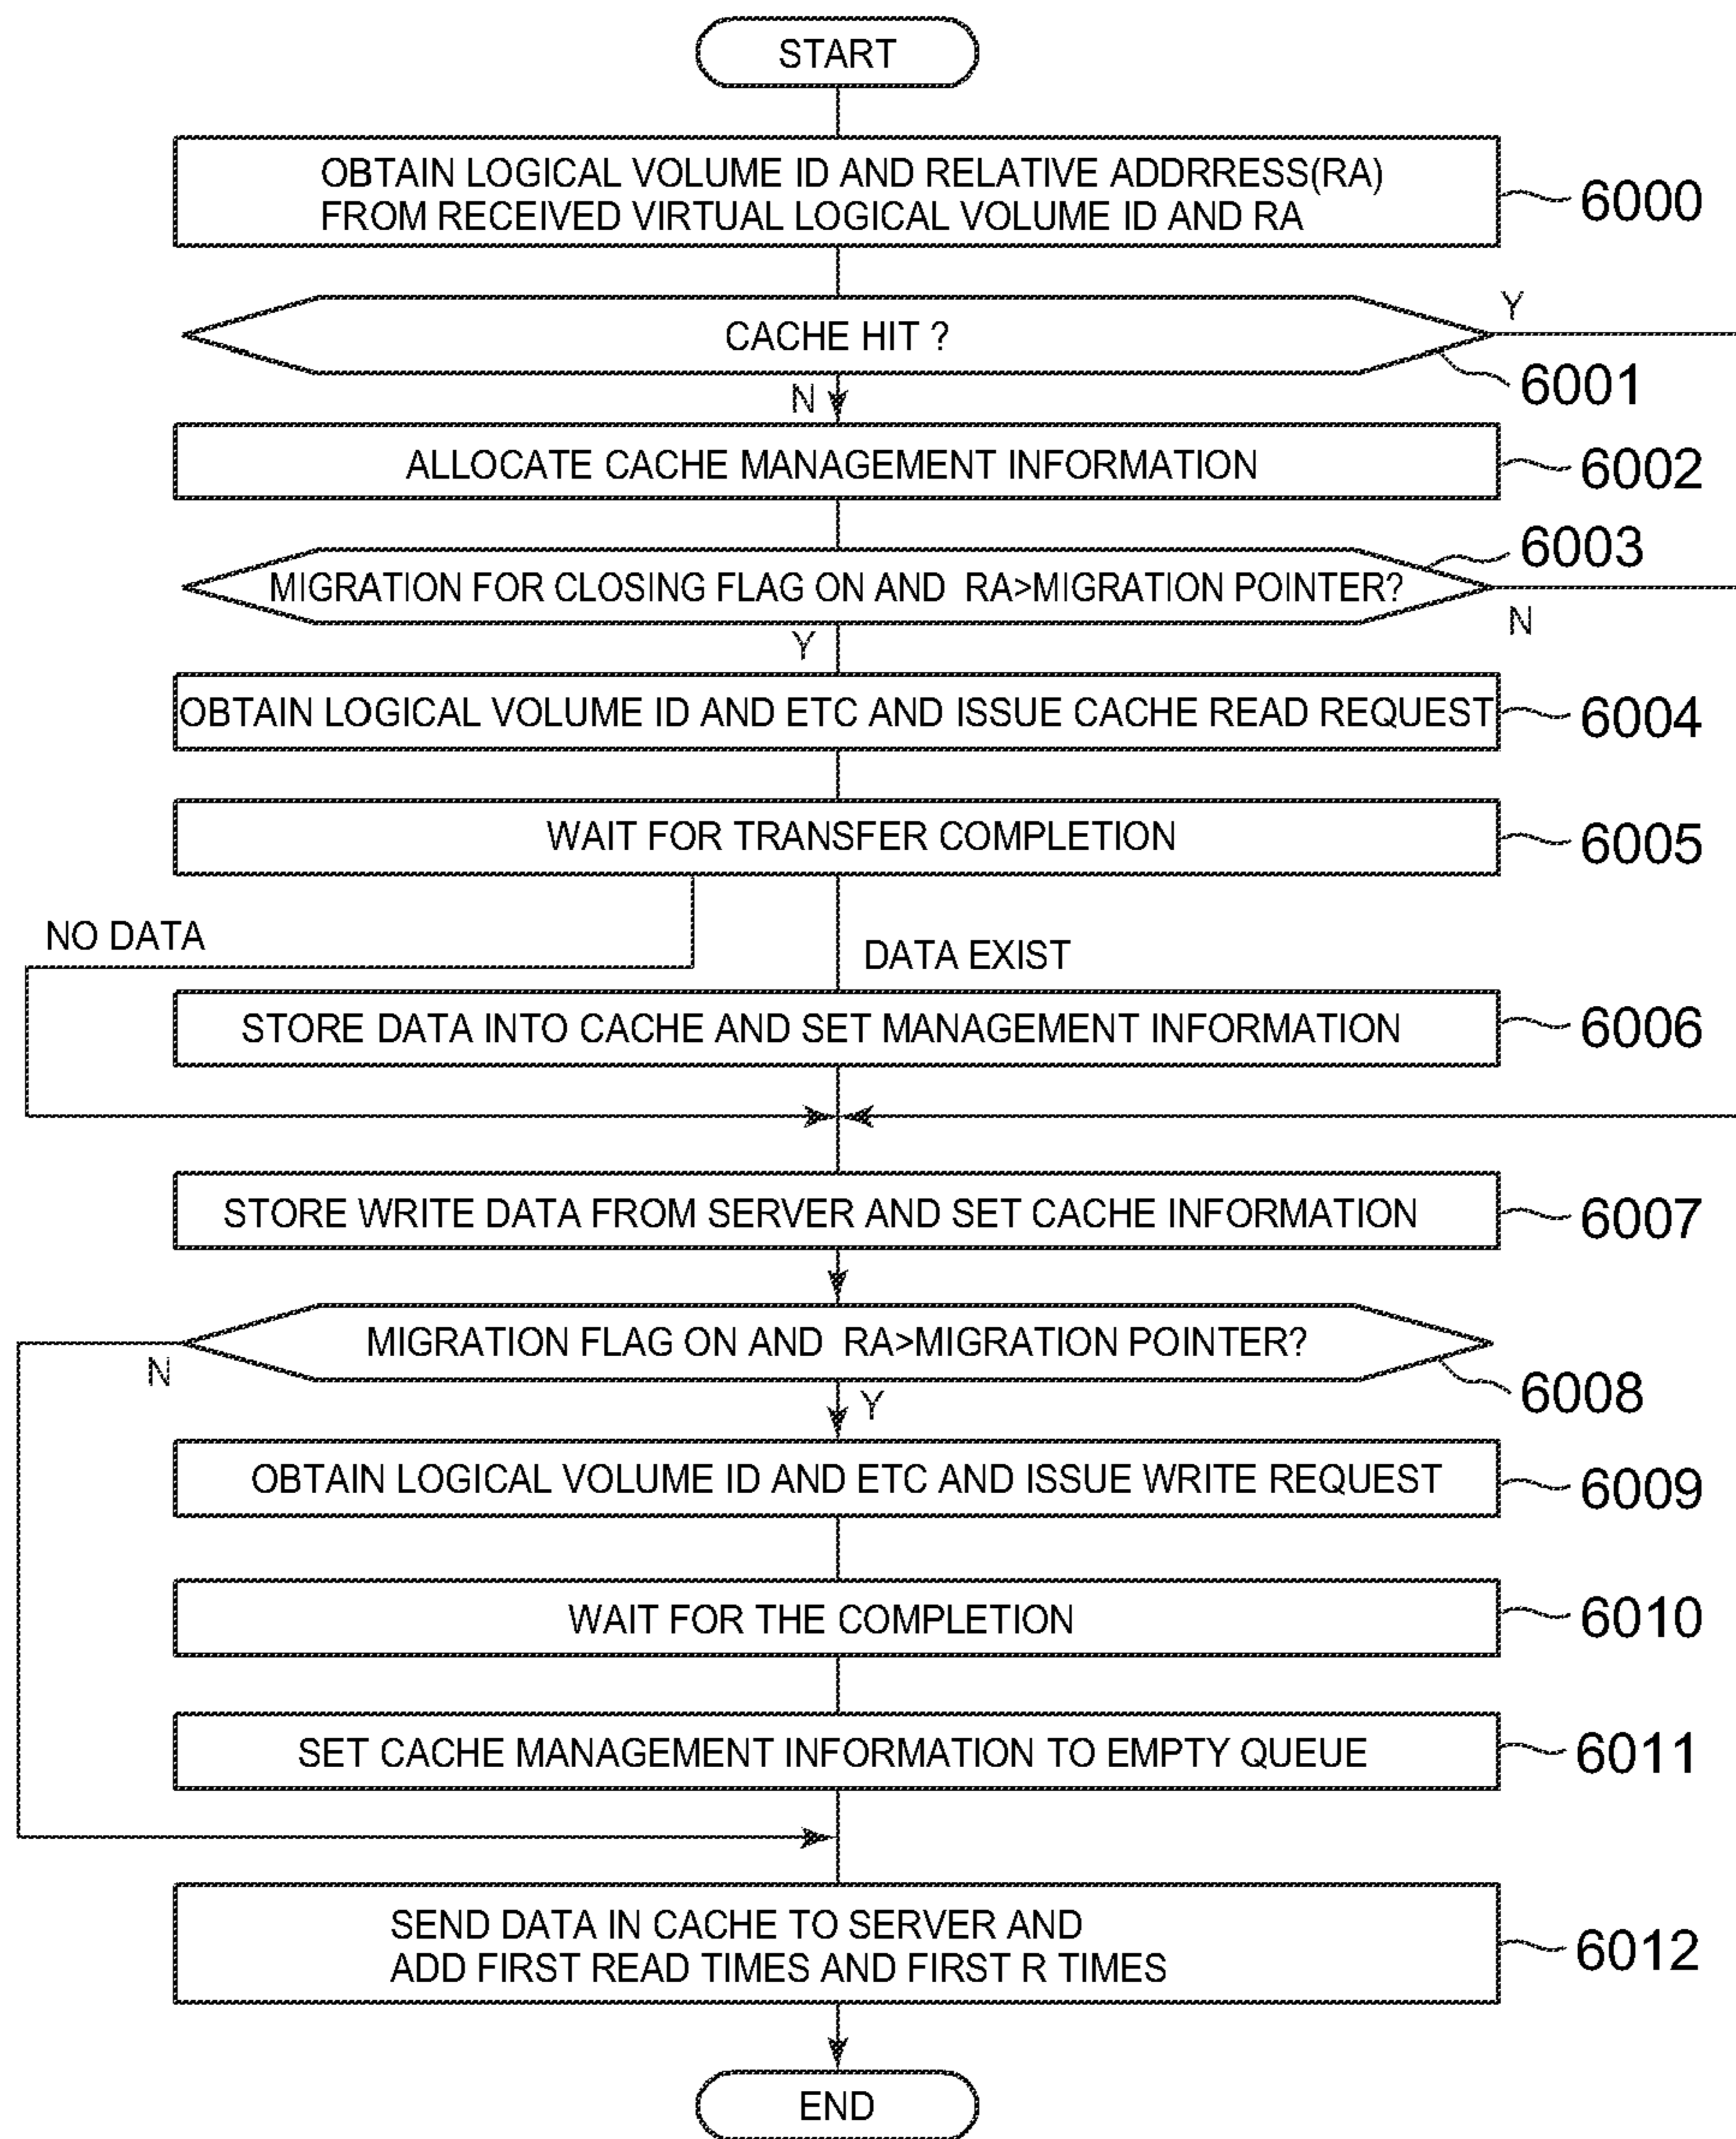 START
OBTAIN LOGICAL VOLUME ID AND RELATIVE ADDRRESS(RA)
FROM RECEIVED VIRTUAL LOGICAL VOLUME ID AND RA
6000
CACHE HIT ?
Y
6001
N
ALLOCATE CACHE MANAGEMENT INFORMATION
6002
MIGRATION FOR CLOSING FLAG ON AND RA>MIGRATION POINTER?
6003
N
Y
OBTAIN LOGICAL VOLUME ID AND ETC AND ISSUE CACHE READ REQUEST
6004
WAIT FOR TRANSFER COMPLETION
6005
NO DATA
DATA EXIST
STORE DATA INTO CACHE AND SET MANAGEMENT INFORMATION
6006
STORE WRITE DATA FROM SERVER AND SET CACHE INFORMATION
6007
MIGRATION FLAG ON AND RA>MIGRATION POINTER?
N
6008
Y
OBTAIN LOGICAL VOLUME ID AND ETC AND ISSUE WRITE REQUEST
6009
WAIT FOR THE COMPLETION
6010
SET CACHE MANAGEMENT INFORMATION TO EMPTY QUEUE
6011
SEND DATA IN CACHE TO SERVER AND
ADD FIRST READ TIMES AND FIRST R TIMES
6012
END